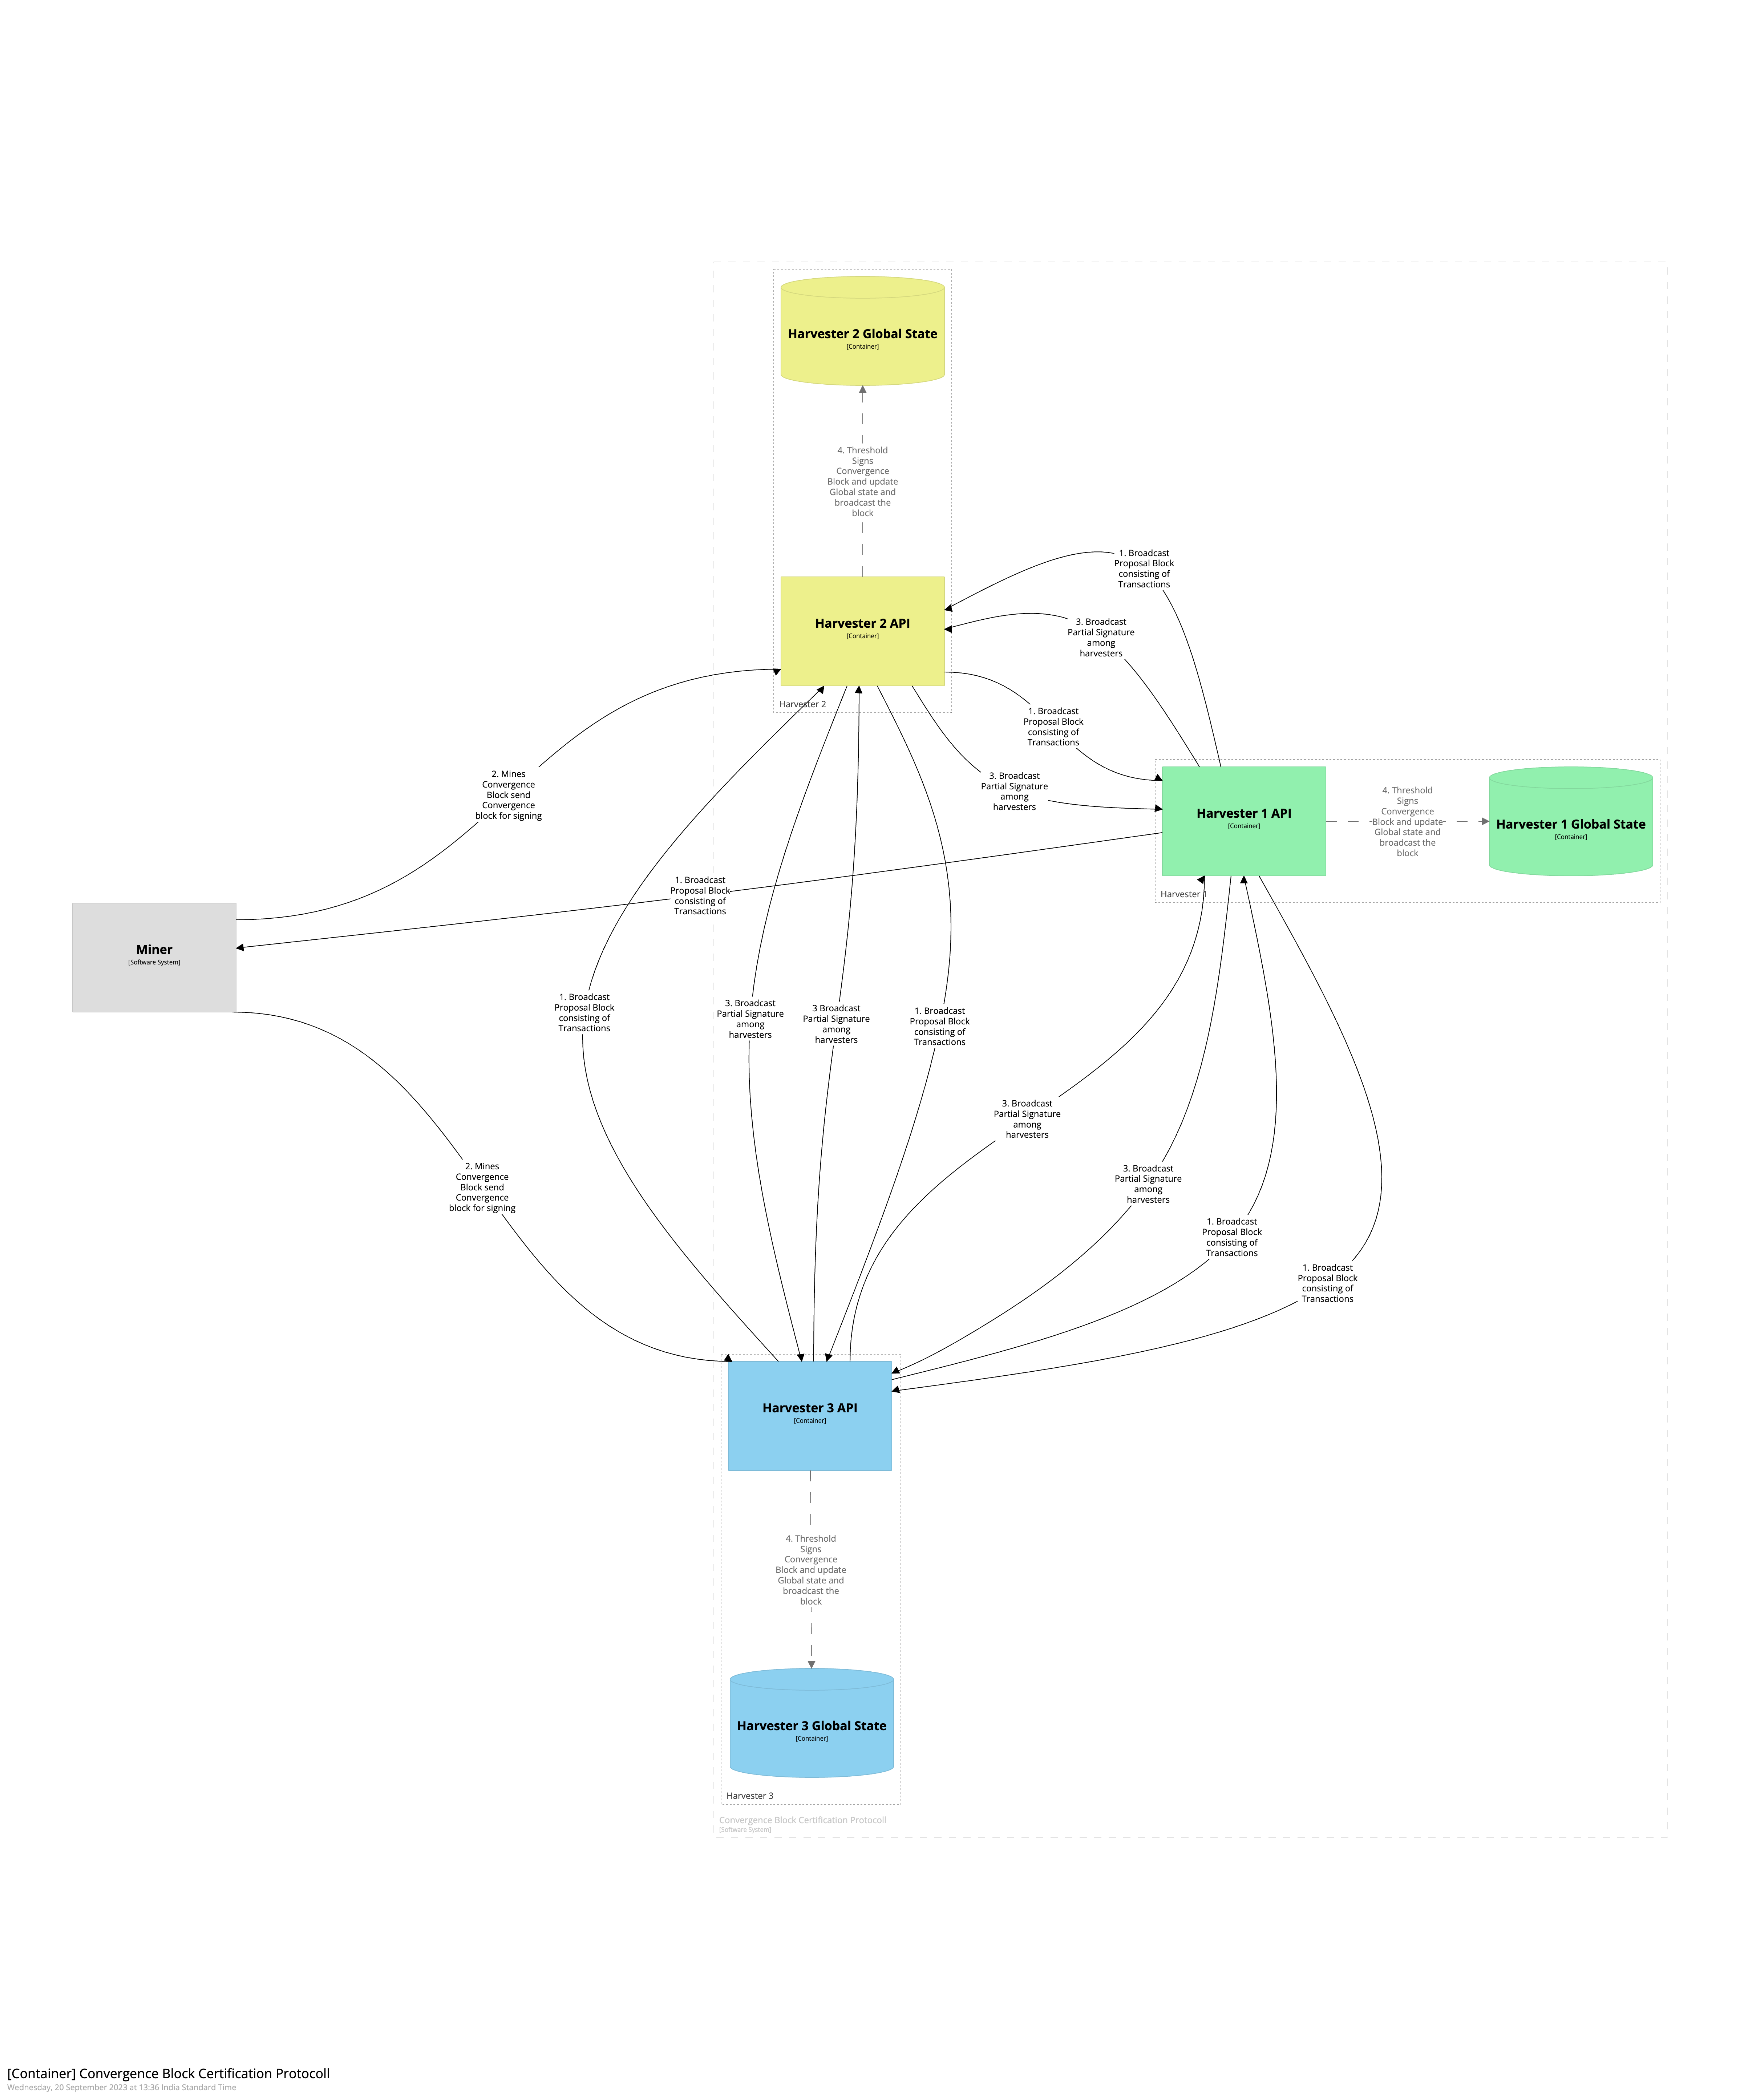 Harvester 2 Global State
[Container]
4. Threshold
Signs
Convergence
Block and update
Global state and
broadcast the
block
1. Broadcast
Proposal Block
consisting of
Transactions
Harvester 2 API
[Container]
3. Broadcast
Partial Signature
among
harvesters
Harvester 2
1. Broadcast
Proposal Block
consisting of
Transactions
2. Mines
Convergence
Block send
Convergence
block for signing
3. Broadcast
Partial Signature
among
harvesters
Harvester 1 API
[Container]
4. Threshold
Signs
Convergence
Block and update
Global state and
broadcast the
block
Harvester 1 Global State
[Container]
Harvester 1
1. Broadcast
Proposal Block
consisting of
Transactions
Miner
[Software System]
1. Broadcast
Proposal Block
consisting of
Transactions
3. Broadcast
Partial Signature
among
harvesters
3 Broadcast
Partial Signature
among
harvesters
1. Broadcast
Proposal Block
consisting of
Transactions
3. Broadcast
Partial Signature
among
harvesters
2. Mines
Convergence
Block send
Convergence
block for signing
3. Broadcast
Partial Signature
among
harvesters
1. Broadcast
Proposal Block
consisting of
Transactions
1. Broadcast
Proposal Block
consisting of
Transactions
Harvester 3 API
[Container]
4. Threshold
Signs
Convergence
Block and update
Global state and
broadcast the
block
Harvester 3 Global State
[Container]
Harvester 3
Convergence Block Certification Protocoll
[Software System]
[Container] Convergence Block Certification Protocoll
Wednesday, 20 September 2023 at 13:36 India Standard Time